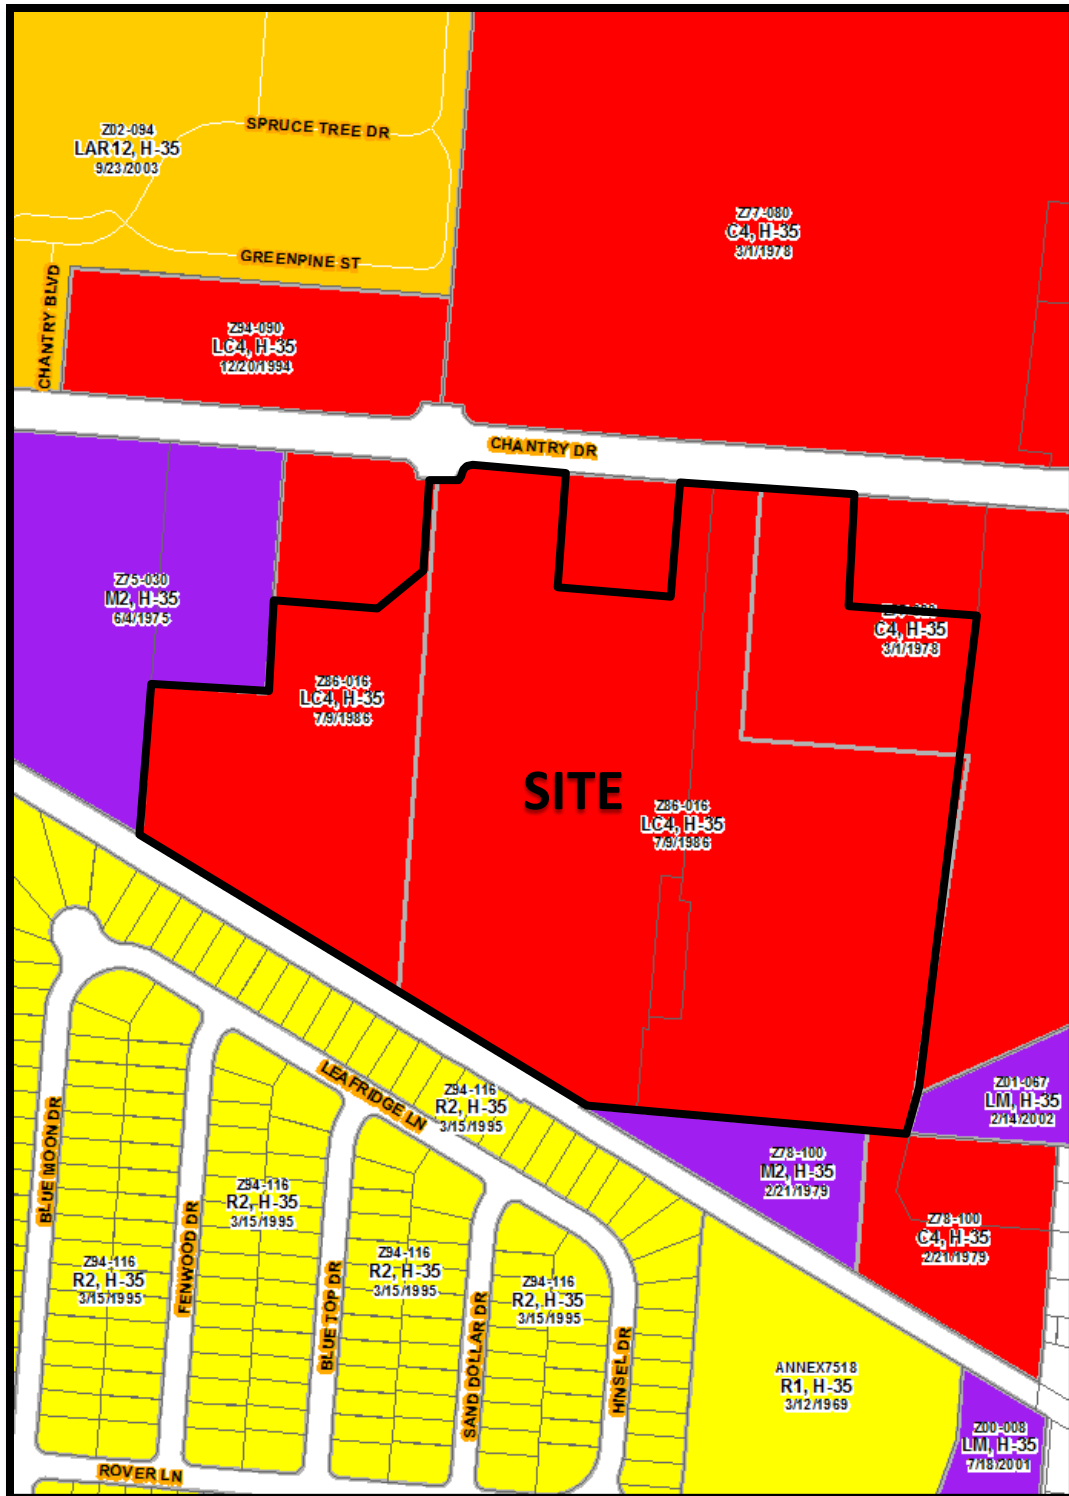 Z02-094
LAR12, H-35
9/23/2003
SPRUCE TREE DR
GREENPINE ST
CHANTRY BLVD
Z77-080
C4, H-35
3/1/1978
Z94-090
LC4, H-35
12/20/1994
CHANTRY DR
Z75-030
M2, H-35
6/4/1975
C4, H-35
3/1/1978
Z86-016
LC4, H-35
7/9/1986
SITE
Z86-016
LC4, H-35
7/9/1986
LEAFRIDGE LN
Z94-116
R2, H-35
3/15/1995
Z01-067
LM, H-35
2/14/2002
Z78-100
M2, H-35
2/21/1979
Z78-100
C4, H-35
2/21/1979
BLUE MOON DR
Z94-116
R2, H-35
3/15/1995
FENWOOD DR
Z94-116
R2, H-35
3/15/1995
BLUE TOP DR
Z94-116
R2, H-35
3/15/1995
SAND DOLLAR DR
Z94-116
R2, H-35
3/15/1995
HINSEL DR
ANNEX7518
R1, H-35
3/12/1969
Z00-008
LM, H-35
7/18/2001
ROVER LN